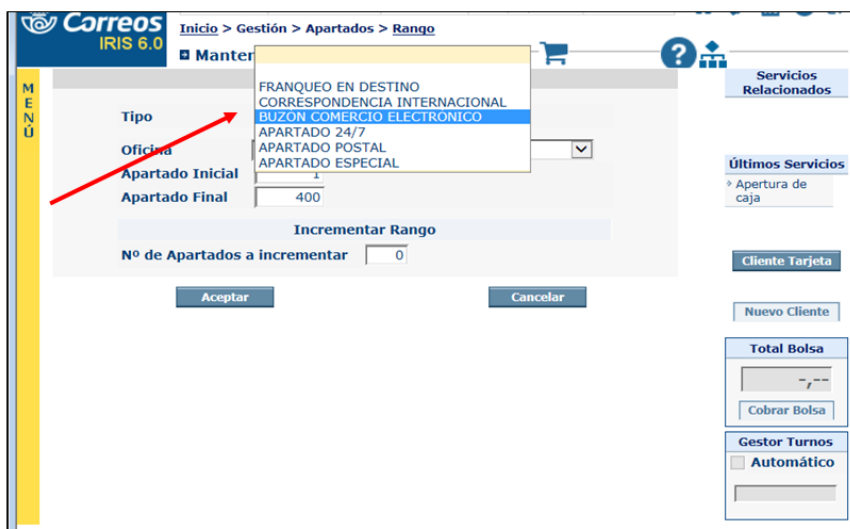 Correos
IRIS 6.0
Inicio > Gestión > Apartados > Rango
Manten
?
MENÚ
FRANQUEO EN DESTINO
CORRESPONDENCIA INTERNACIONAL
BUZÓN COMERCIO ELECTRÓNICO
APARTADO 24/7
APARTADO POSTAL
APARTADO ESPECIAL
Tipo
Oficina
Apartado Inicial 1
Apartado Final 400
Incrementar Rango
Nº de Apartados a incrementar 0
Aceptar
Cancelar
Servicios
Relacionados
Últimos Servicios
Apertura de
caja
Cliente Tarjeta
Nuevo Cliente
Total Bolsa
-,--
Cobrar Bolsa
Gestor Turnos
Automático